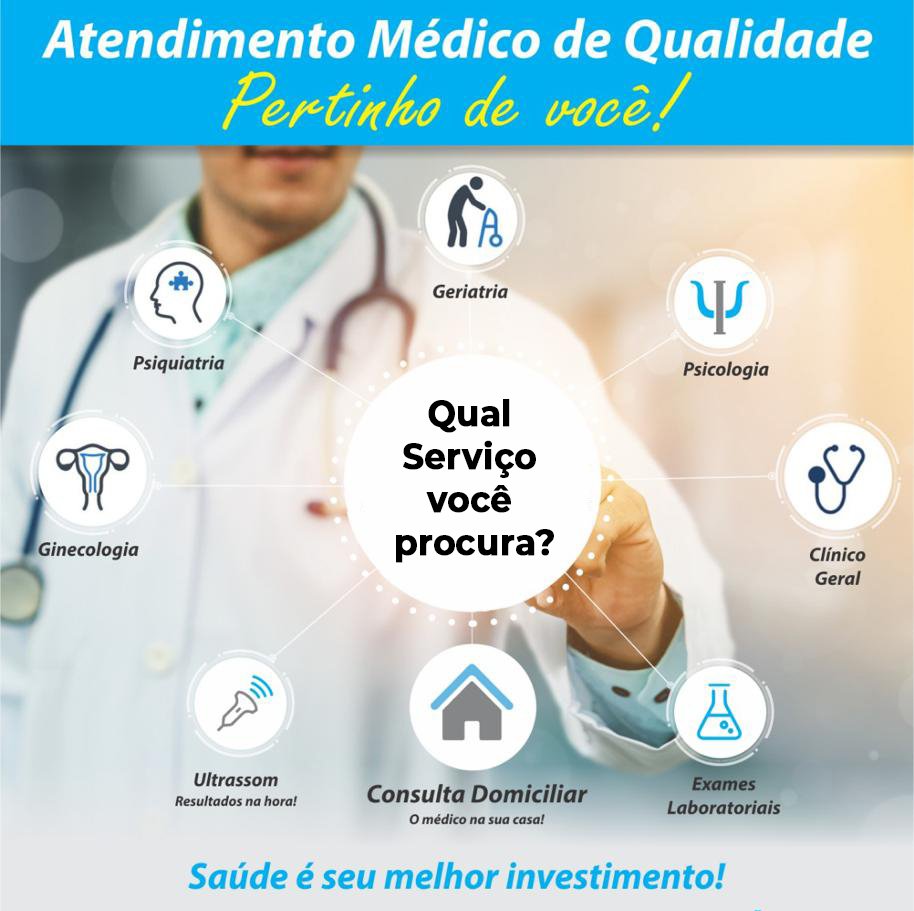 Atendimento Médico de Qualidade
Pertinho de você!
Geriatria
Psiquiatria
Psicologia
Qual
Serviço
você
procura?
Ginecologia
Clínico
Geral
Ultrassom
Resultados na hora!
Consulta Domiciliar
O médico na sua casa!
Exames
Laboratoriais
Saúde é seu melhor investimento!